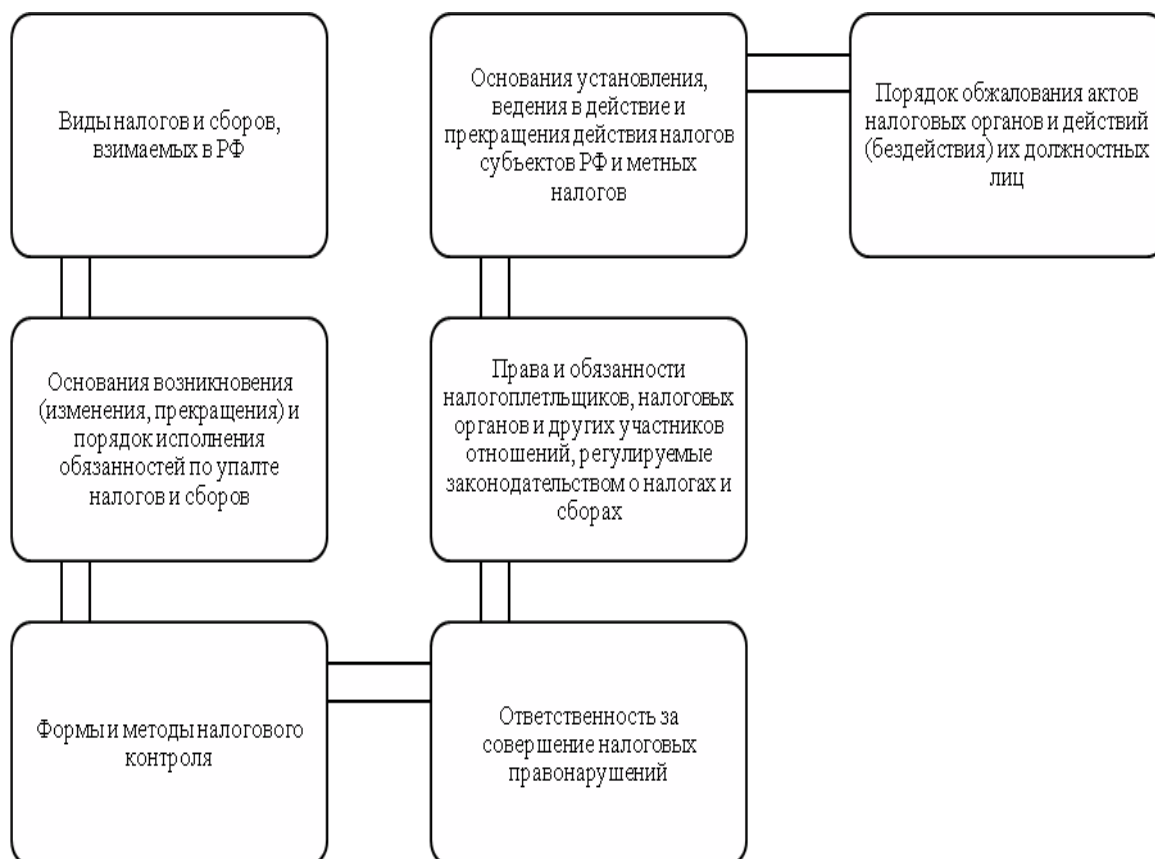 Виды налогов и сборов,
взимаемых в РФ
Основания возникновения
(изменения, прекращения) и
порядок исполнения
обязанностей по упалте
налогов и сборов
Формы и методы налогового
контроля
Ответственность за
совершение налоговых
правонарушений
Права и обязанности
налогоплетльщиков, налоговых
органов и других участников
отношений, регулируемые
законодательством о налогах и
сборах
Основания установления,
ведения в действие и
прекращения действия налогов
субъектов РФ и метных
налогов
Порядок обжалования актов
налоговых органов и действий
(бездействия) их должностных
лиц